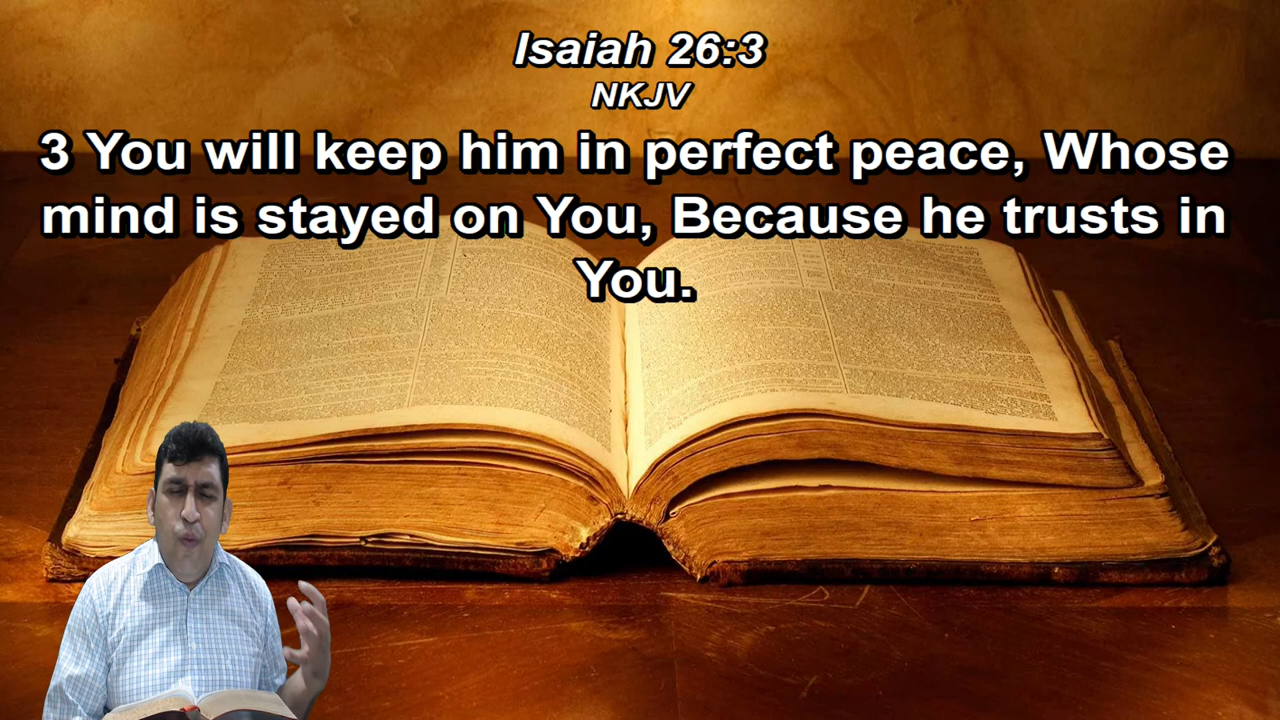 Isaiah 26:3
NKJV
3 You will keep him in perfect peace, Whose
mind is stayed on You, Because he trusts in
You.